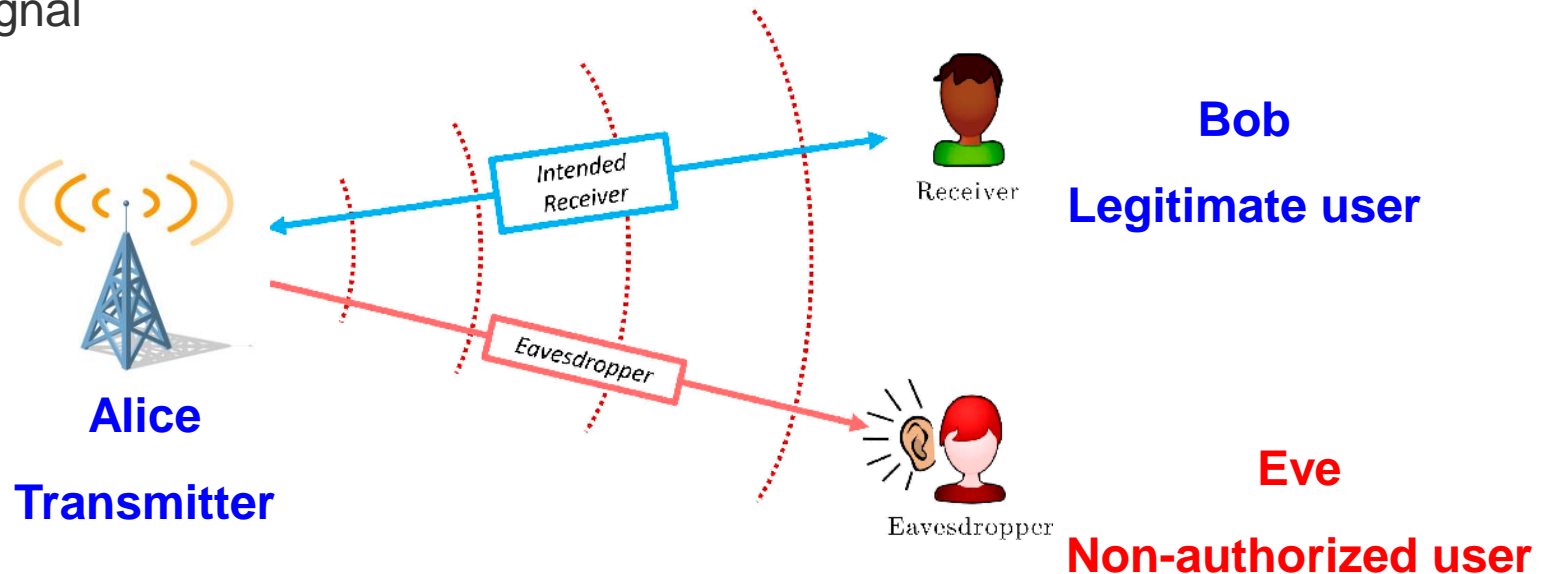 gnal
Intended
Receiver
Receiver
Bob
Legitimate user
Eavesdropper
Alice
Transmitter
Eavesdropper
Eve
Non-authorized user